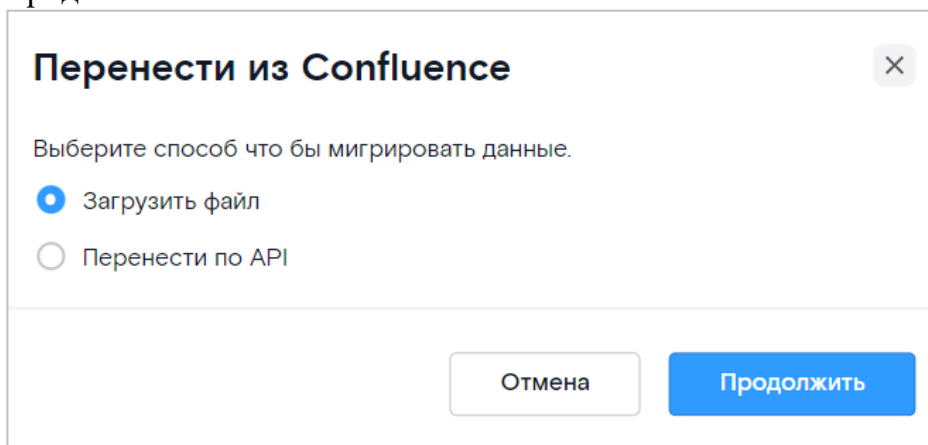 Перенести из Confluence
Выберите способ что бы мигрировать данные.
Загрузить файл
Перенести по API
Отмена
Продолжить